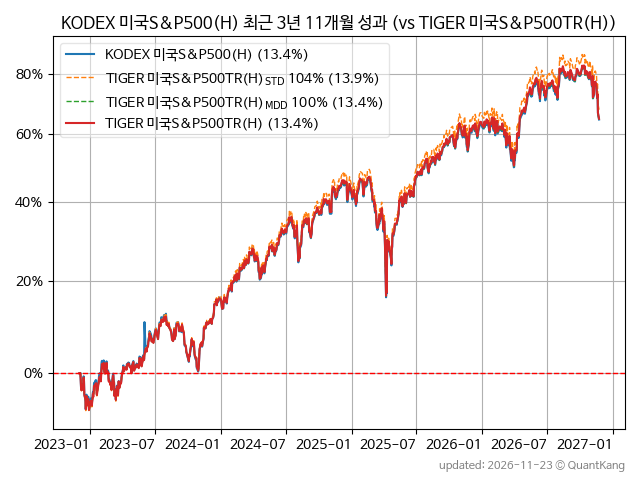 KODEX 미국S&P500(H) 최근 3년 11개월 성과 (vs TIGER 미국S&P500TR(H))
KODEX 미국S&P500(H) (13.4%)
TIGER 미국S&P500TR(H) STD 104% (13.9%)
TIGER 미국S&P500TR(H) MDD 100% (13.4%)
TIGER 미국S&P500TR(H) (13.4%)
80%
60%
40%
20%
0%
2023-01 2023-07 2024-01 2024-07 2025-01 2025-07 2026-01 2026-07 2027-01
updated: 2026-11-23 © QuantKang